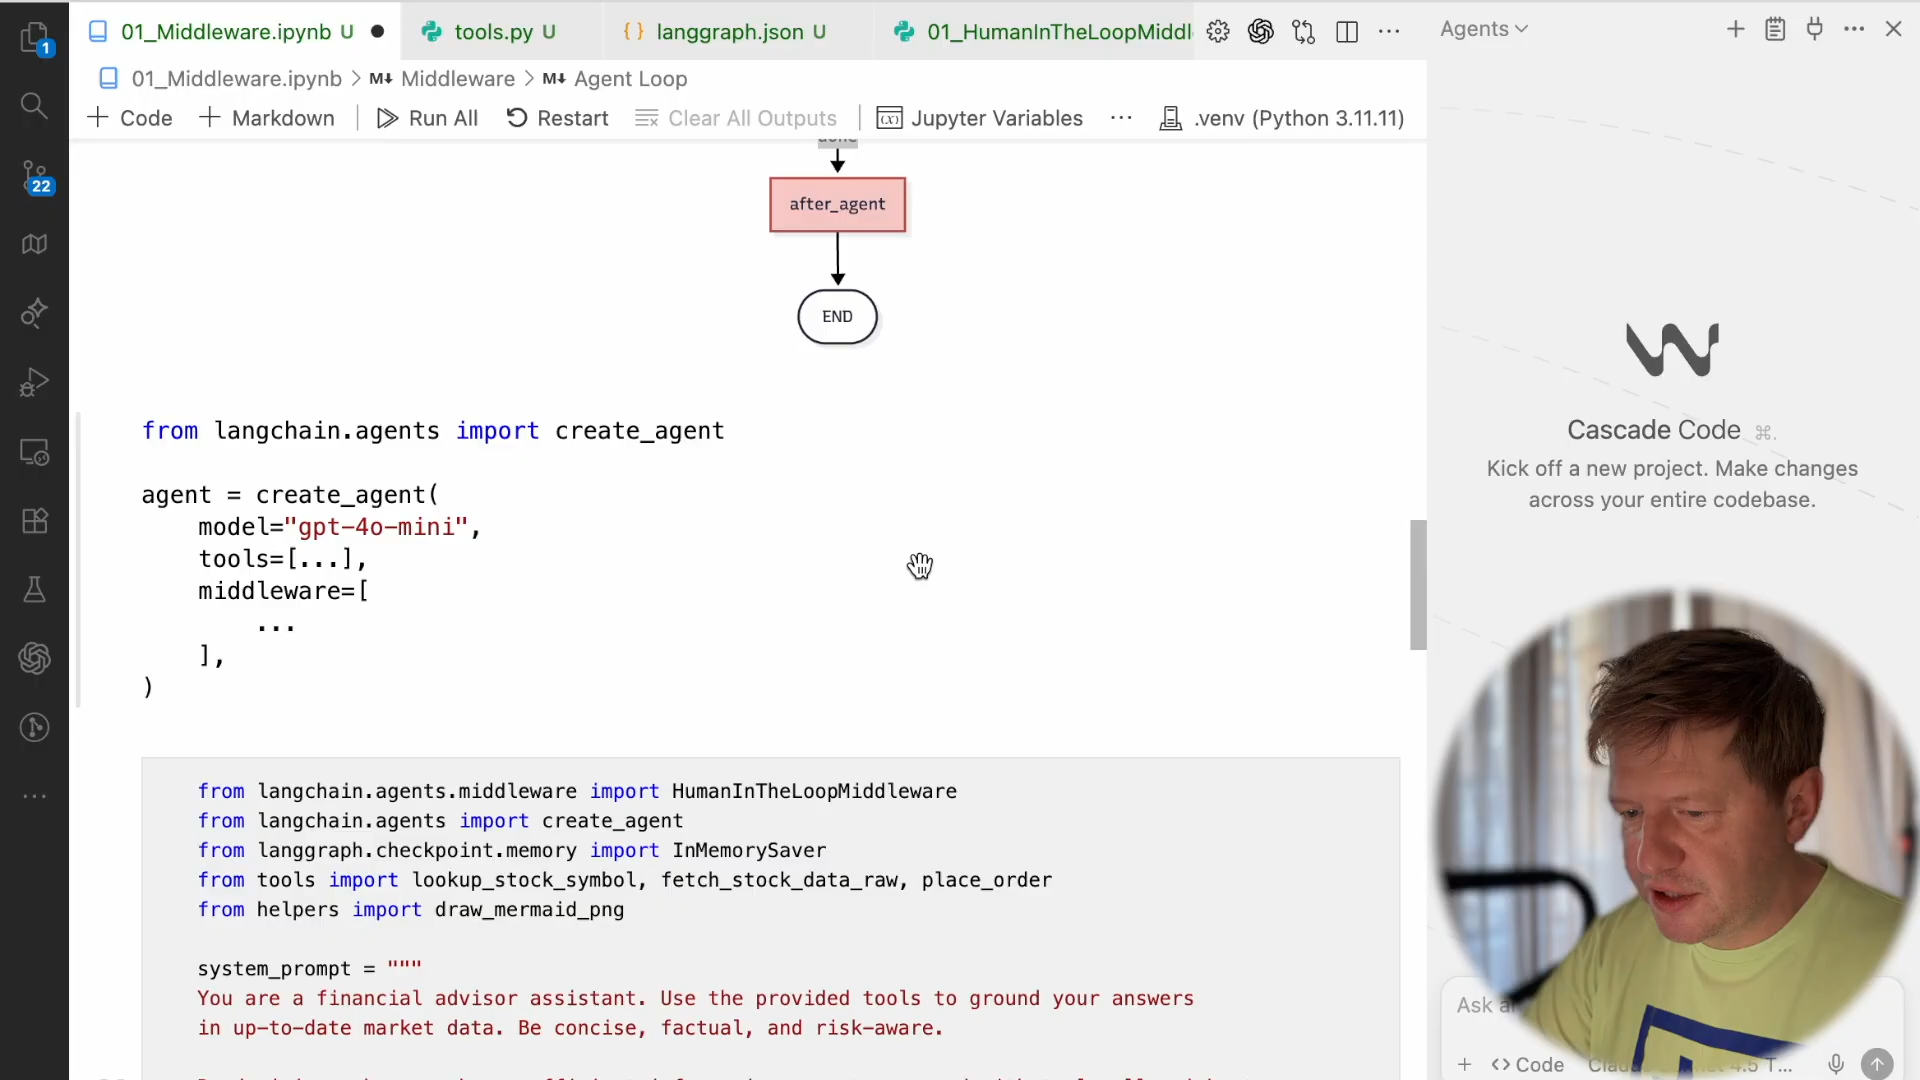 01_Middleware.ipynb U
tools.py U
langgraph.json U
01_HumanInTheLoopMiddl
Agents
1
01_Middleware.ipynb > M↓ Middleware > M↓ Agent Loop
Code
Markdown
Run All
Restart
Clear All Outputs
Jupyter Variables
.venv (Python 3.11.11)
done
22
after_agent
END
from langchain.agents import create_agent
agent = create_agent(
model="gpt-4o-mini",
tools=[...],
middleware=[
...
],
)
from langchain.agents.middleware import HumanInTheLoopMiddleware
from langchain.agents import create_agent
from langgraph.checkpoint.memory import InMemorySaver
from tools import lookup_stock_symbol, fetch_stock_data_raw, place_order
from helpers import draw_mermaid_png
system_prompt = """
You are a financial advisor assistant. Use the provided tools to ground your answers
in up-to-date market data. Be concise, factual, and risk-aware.
Cascade Code ⌘.
Kick off a new project. Make changes
across your entire codebase.
Ask
Code
4.5 T...